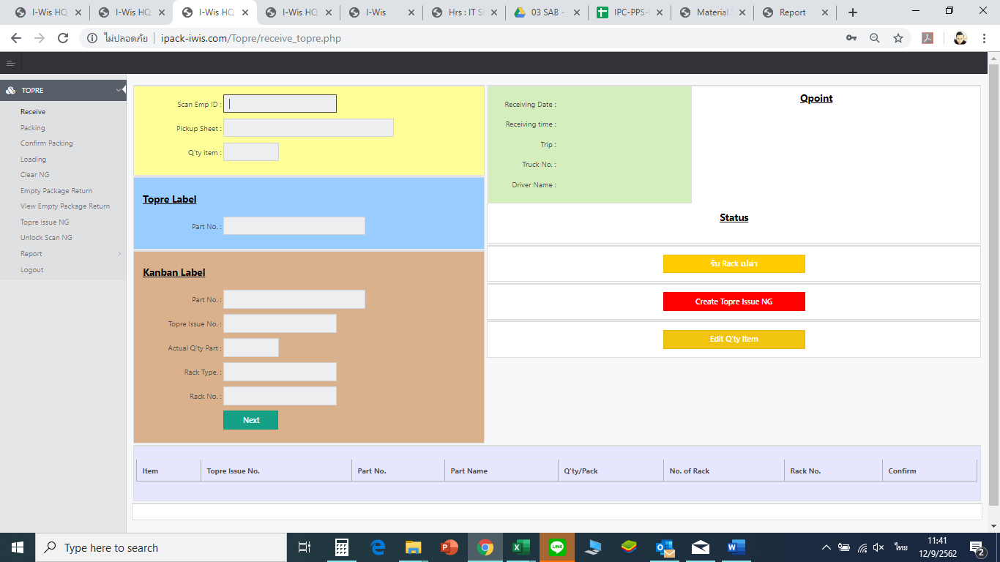 I-Wis HQ
I-Wis HQ
I-Wis HQ
I-Wis HQ
I-Wis
Hrs : IT S
03 SAB -
IPC-PPS-
Material
Report
ไม่ปลอดภัย
ipack-iwis.com/Topre/receive_topre.php
TOPRE
Receive
Packing
Confirm Packing
Loading
Clear NG
Empty Package Return
View Empty Package Return
Topre Issue NG
Unlock Scan NG
Report
Logout
Scan Emp ID :
Pickup Sheet :
Q'ty item :
Topre Label
Part No. :
Kanban Label
Part No. :
Topre Issue No. :
Actual Q'ty Part :
Rack Type. :
Rack No. :
Next
Receiving Date :
Receiving time :
Trip :
Truck No. :
Driver Name :
Qpoint
Status
รับ Rack เปล่า
Create Topre Issue NG
Edit Q'ty Item
Item Topre Issue No. Part No. Part Name Q'ty/Pack No. of Rack Rack No. Confirm
Type here to search
ไทย
11:41
12/9/2562
2